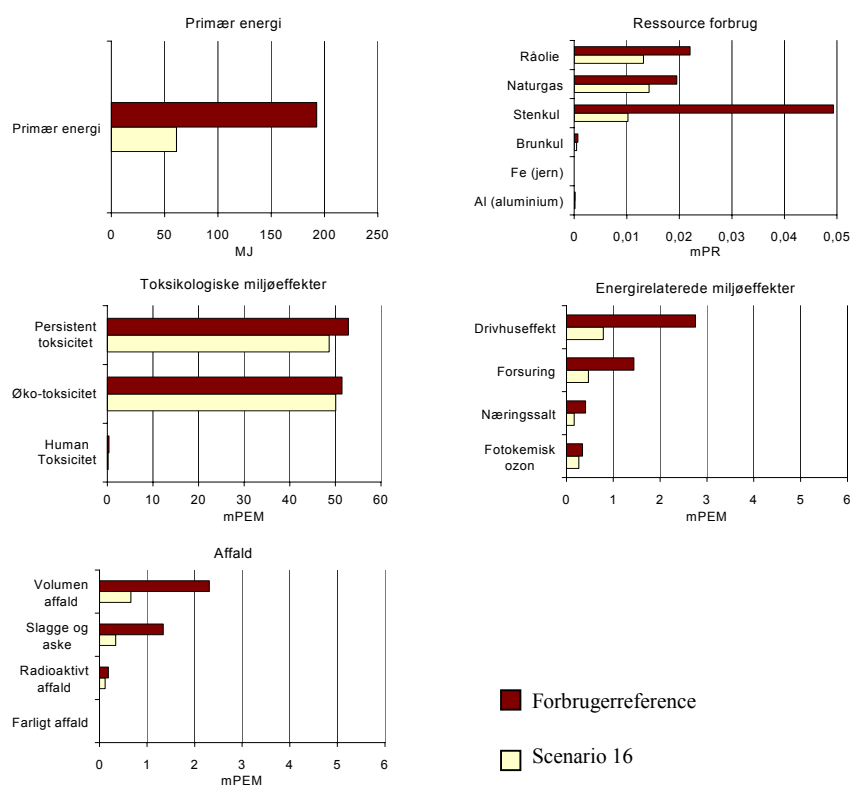 Primær energi
Primær energi
0 50 100 150 200 250
MJ
Ressource forbrug
Råolie
Naturgas
Stenkul
Brunkul
Fe (jern)
Al (aluminium)
0 0,01 0,02 0,03 0,04 0,05
mPR
Toksikologiske miljøeffekter
Persistent
toksicitet
Øko-toksicitet
Human
Toksicitet
0 10 20 30 40 50 60
mPEM
Energirelaterede miljøeffekter
Drivhuseffekt
Forsuring
Næringssalt
Fotokemisk
ozon
0 1 2 3 4 5 6
mPEM
Affald
Volumen
affald
Slagge og
aske
Radioaktivt
affald
Farligt affald
0 1 2 3 4 5 6
mPEM
Forbrugerreference
Scenario 16